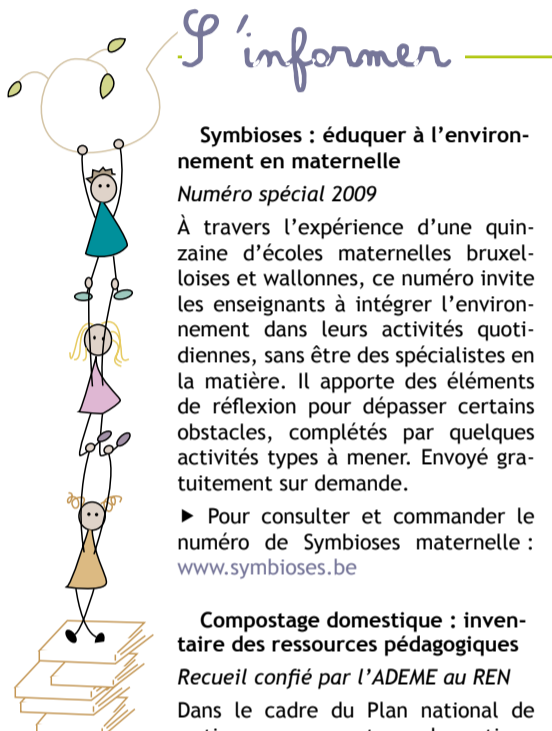 S'informer
Symbioses : éduquer à l'environ-
nement en maternelle
Numéro spécial 2009
À travers l'expérience d'une quin-
zaine d'écoles maternelles bruxel-
loises et wallonnes, ce numéro invite
les enseignants à intégrer l'environ-
nement dans leurs activités quoti-
diennes, sans être des spécialistes en
la matière. Il apporte des éléments
de réflexion pour dépasser certains
obstacles, complétés par quelques
activités types à mener. Envoyé gra-
tuitement sur demande.
▶ Pour consulter et commander le
numéro de Symbioses maternelle :
www.symbioses.be
Compostage domestique : inven-
taire des ressources pédagogiques
Recueil confié par l'ADEME au REN
Dans le cadre du Plan national de